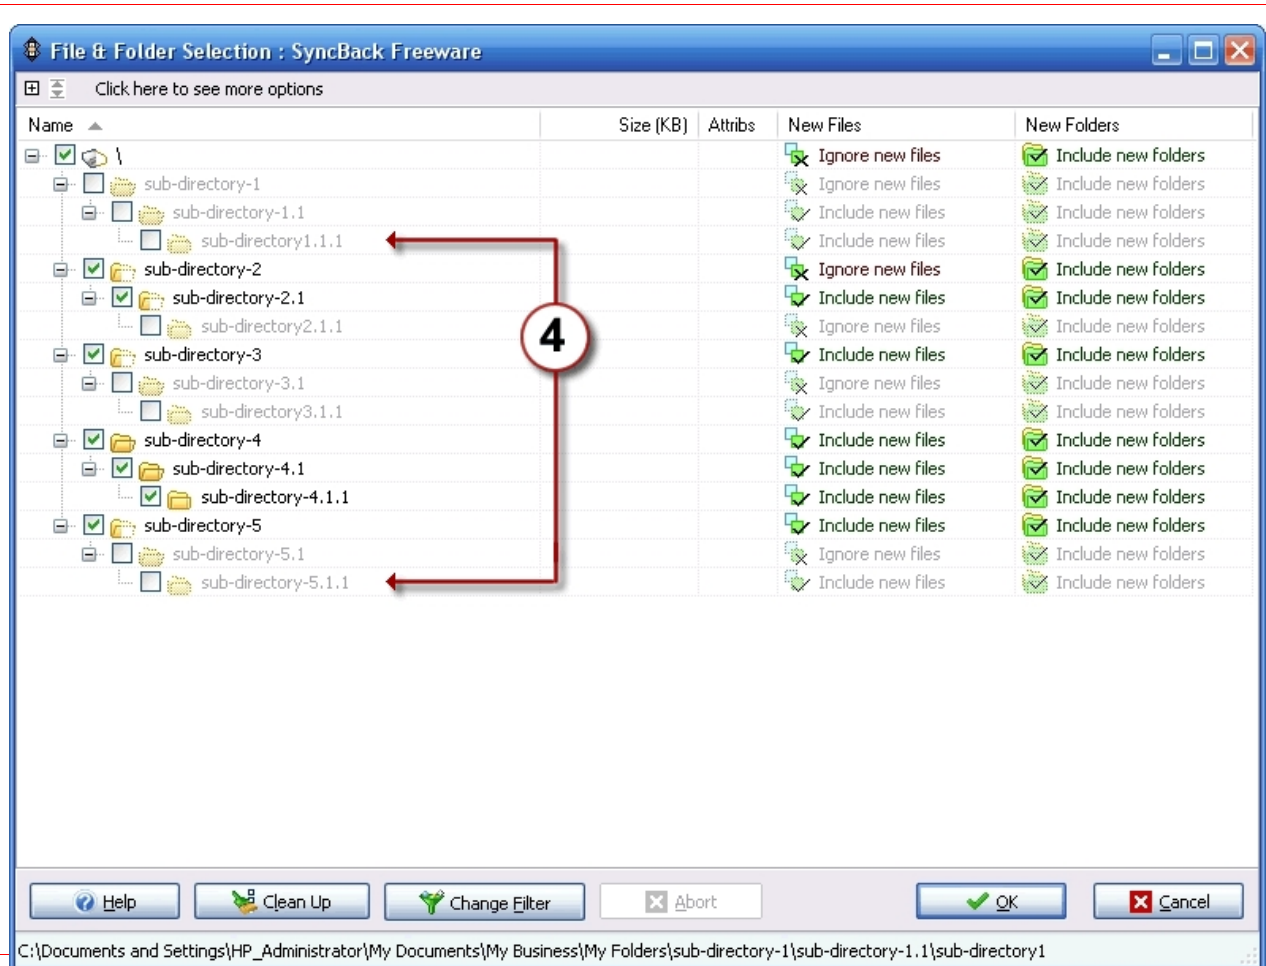 File & Folder Selection : SyncBack Freeware
Click here to see more options
Name Size (KB) Attribs New Files New Folders
\ Ignore new files Include new folders
sub-directory-1 Ignore new files Include new folders
sub-directory-1.1 Include new files Include new folders
sub-directory1.1.1 Include new files Include new folders
sub-directory-2 Ignore new files Include new folders
sub-directory-2.1 Include new files Include new folders
sub-directory2.1.1 Ignore new files Include new folders
4
sub-directory-3 Include new files Include new folders
sub-directory-3.1 Ignore new files Include new folders
sub-directory3.1.1 Include new files Include new folders
sub-directory-4 Include new files Include new folders
sub-directory-4.1 Include new files Include new folders
sub-directory-4.1.1 Include new files Include new folders
sub-directory-5 Include new files Include new folders
sub-directory-5.1 Ignore new files Include new folders
sub-directory-5.1.1 Include new files Include new folders
Help Clean Up Change Filter Abort OK Cancel
C:\Documents and Settings\HP_Administrator\My Documents\My Business\My Folders\sub-directory-1\sub-directory-1.1\sub-directory1